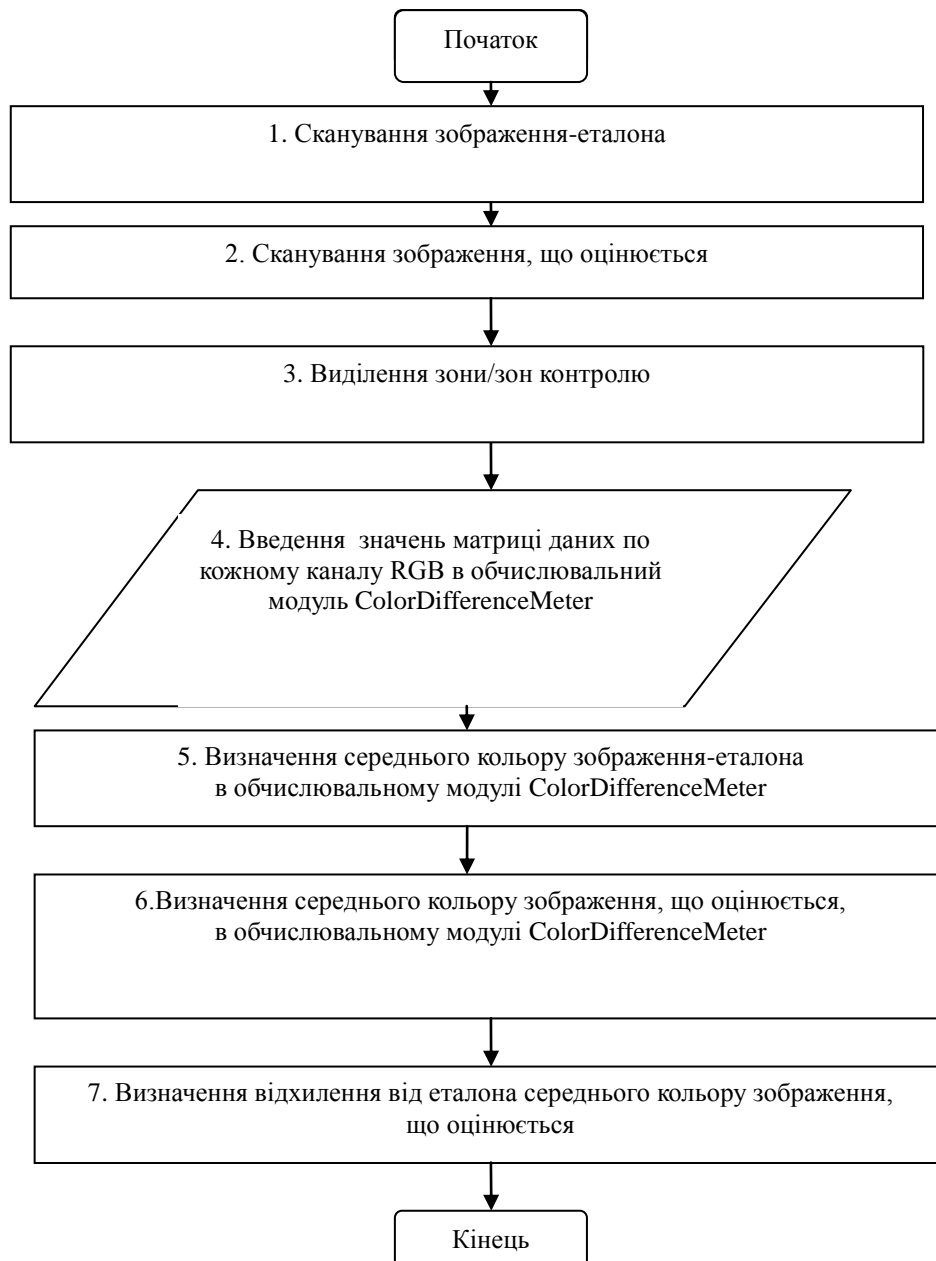 Початок
1. Сканування зображення-еталона
2. Сканування зображення, що оцінюється
3. Виділення зони/зон контролю
4. Введення значень матриці даних по
кожному каналу RGB в обчислювальний
модуль ColorDifferenceMeter
5. Визначення середнього кольору зображення-еталона
в обчислювальному модулі ColorDifferenceMeter
6.Визначення середнього кольору зображення, що оцінюється,
в обчислювальному модулі ColorDifferenceMeter
7. Визначення відхилення від еталона середнього кольору зображення,
що оцінюється
Кінець